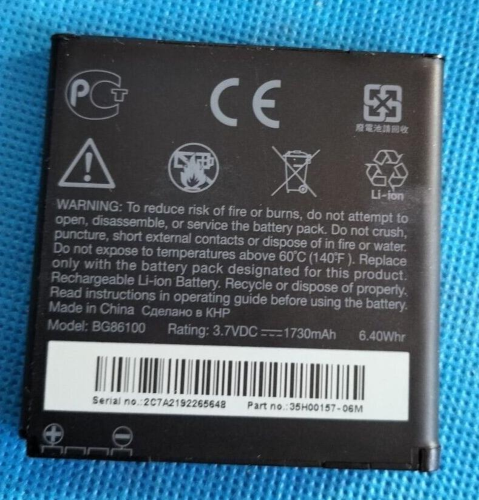 PCT
CE
廢電池請回收
Li-ion
WARNING: To reduce risk of fire or burns, do not attempt to
open, disassemble, or service the battery pack. Do not crush,
puncture, short external contacts or dispose of in fire or water.
Do not expose to temperatures above 60°C (140°F). Replace
only with the battery pack designated for this product.
Rechargeable Li-ion Battery. Recycle or dispose of properly.
Read instructions in operating guide before using this battery.
Made in China Сделано в КНР
Model: BG86100 Rating: 3.7VDC 1730mAh 6.40Whr
Serial no.: 2C7A2192265648 Part no.: 35H00157-06M
+ -